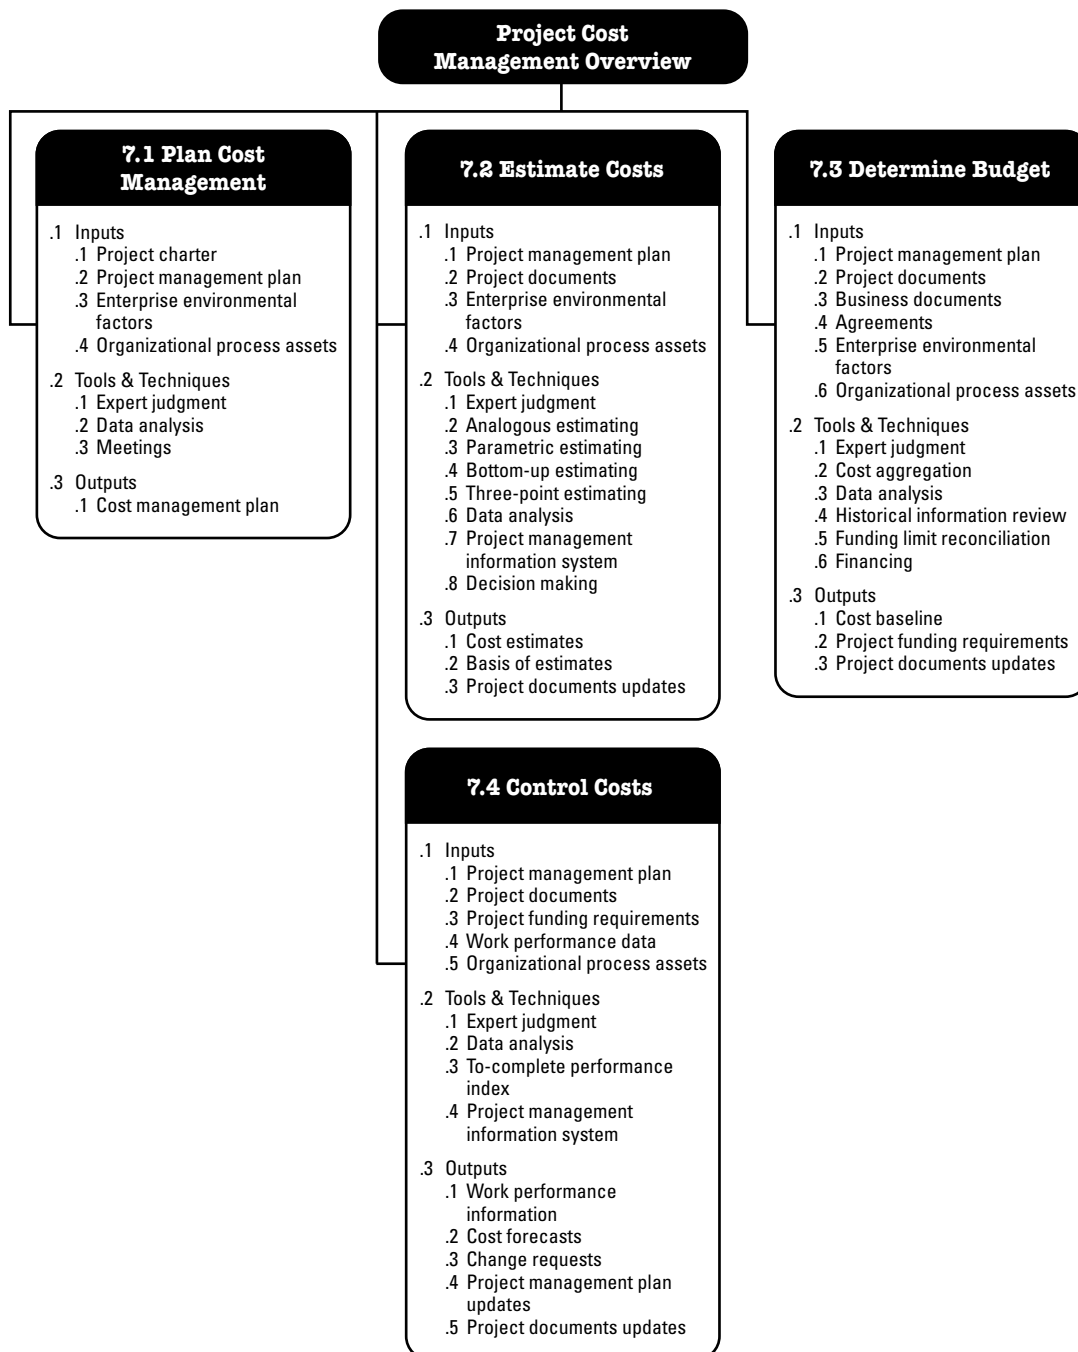 Project Cost
Management Overview
7.1 Plan Cost
Management
.1 Inputs
.1 Project charter
.2 Project management plan
.3 Enterprise environmental
factors
.4 Organizational process assets
.2 Tools & Techniques
.1 Expert judgment
.2 Data analysis
.3 Meetings
.3 Outputs
.1 Cost management plan
7.2 Estimate Costs
.1 Inputs
.1 Project management plan
.2 Project documents
.3 Enterprise environmental
factors
.4 Organizational process assets
.2 Tools & Techniques
.1 Expert judgment
.2 Analogous estimating
.3 Parametric estimating
.4 Bottom-up estimating
.5 Three-point estimating
.6 Data analysis
.7 Project management
information system
.8 Decision making
.3 Outputs
.1 Cost estimates
.2 Basis of estimates
.3 Project documents updates
7.3 Determine Budget
.1 Inputs
.1 Project management plan
.2 Project documents
.3 Business documents
.4 Agreements
.5 Enterprise environmental
factors
.6 Organizational process assets
.2 Tools & Techniques
.1 Expert judgment
.2 Cost aggregation
.3 Data analysis
.4 Historical information review
.5 Funding limit reconciliation
.6 Financing
.3 Outputs
.1 Cost baseline
.2 Project funding requirements
.3 Project documents updates
7.4 Control Costs
.1 Inputs
.1 Project management plan
.2 Project documents
.3 Project funding requirements
.4 Work performance data
.5 Organizational process assets
.2 Tools & Techniques
.1 Expert judgment
.2 Data analysis
.3 To-complete performance
index
.4 Project management
information system
.3 Outputs
.1 Work performance
information
.2 Cost forecasts
.3 Change requests
.4 Project management plan
updates
.5 Project documents updates